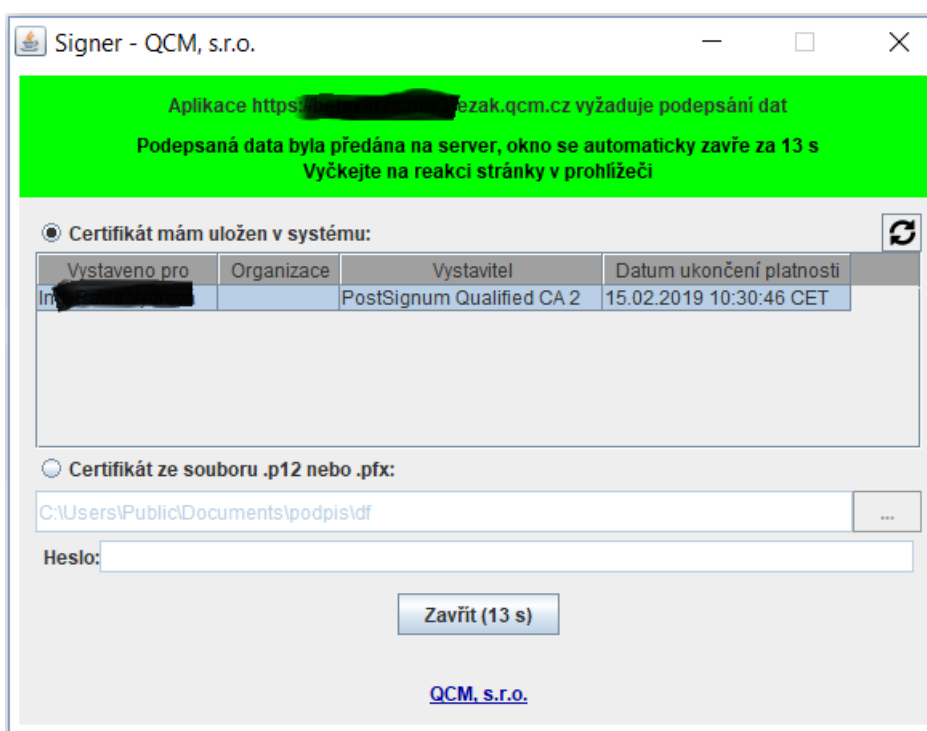 Signer - QCM, s.r.o.
Aplikace https: ezak.qcm.cz vyžaduje podepsání dat
Podepsaná data byla předána na server, okno se automaticky zavře za 13 s
Vyčkejte na reakci stránky v prohlížeči
Certifikát mám uložen v systému:
Vystaveno pro Organizace Vystavitel Datum ukončení platnosti
PostSignum Qualified CA 2 15.02.2019 10:30:46 CET
Certifikát ze souboru .p12 nebo .pfx:
C:\Users\Public\Documents\podpis\df ...
Heslo:
Zavřít (13 s)
QCM, s.r.o.